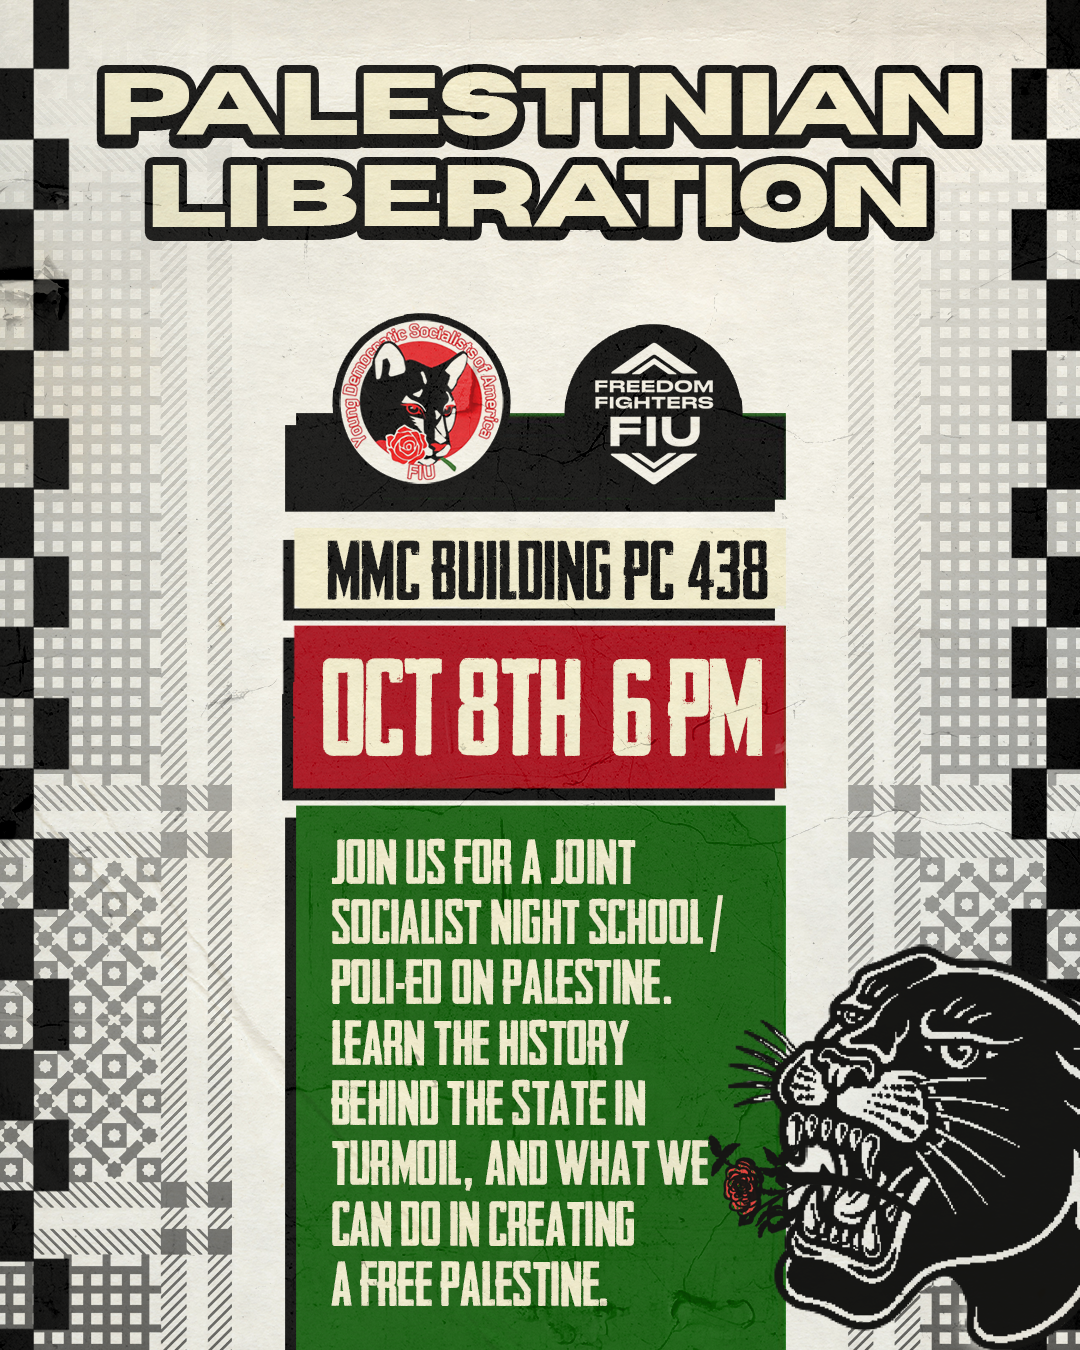 PALESTINIAN
LIBERATION
Young Democratic Socialists of America
FIU
FREEDOM
FIGHTERS
FIU
MMC BUILDING PC 438
OCT 8TH 6 PM
JOIN US FOR A JOINT
SOCIALIST NIGHT SCHOOL /
POLI-ED ON PALESTINE.
LEARN THE HISTORY
BEHIND THE STATE IN
TURMOIL, AND WHAT WE
CAN DO IN CREATING
A FREE PALESTINE.